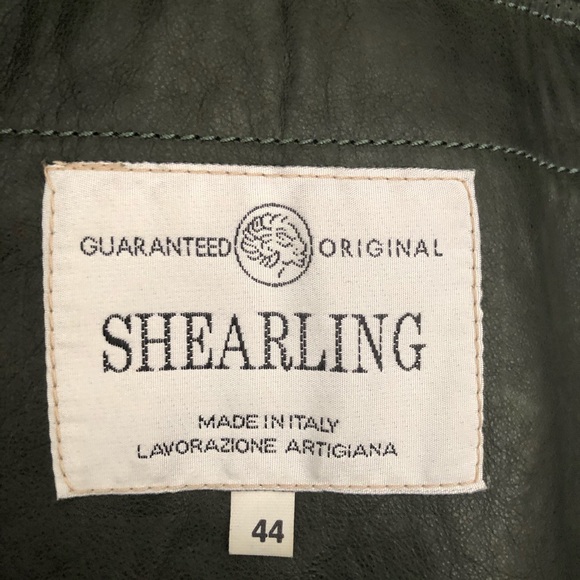 GUARANTEED ORIGINAL
SHEARLING
MADE IN ITALY
LAVORAZIONE ARTIGIANA
44